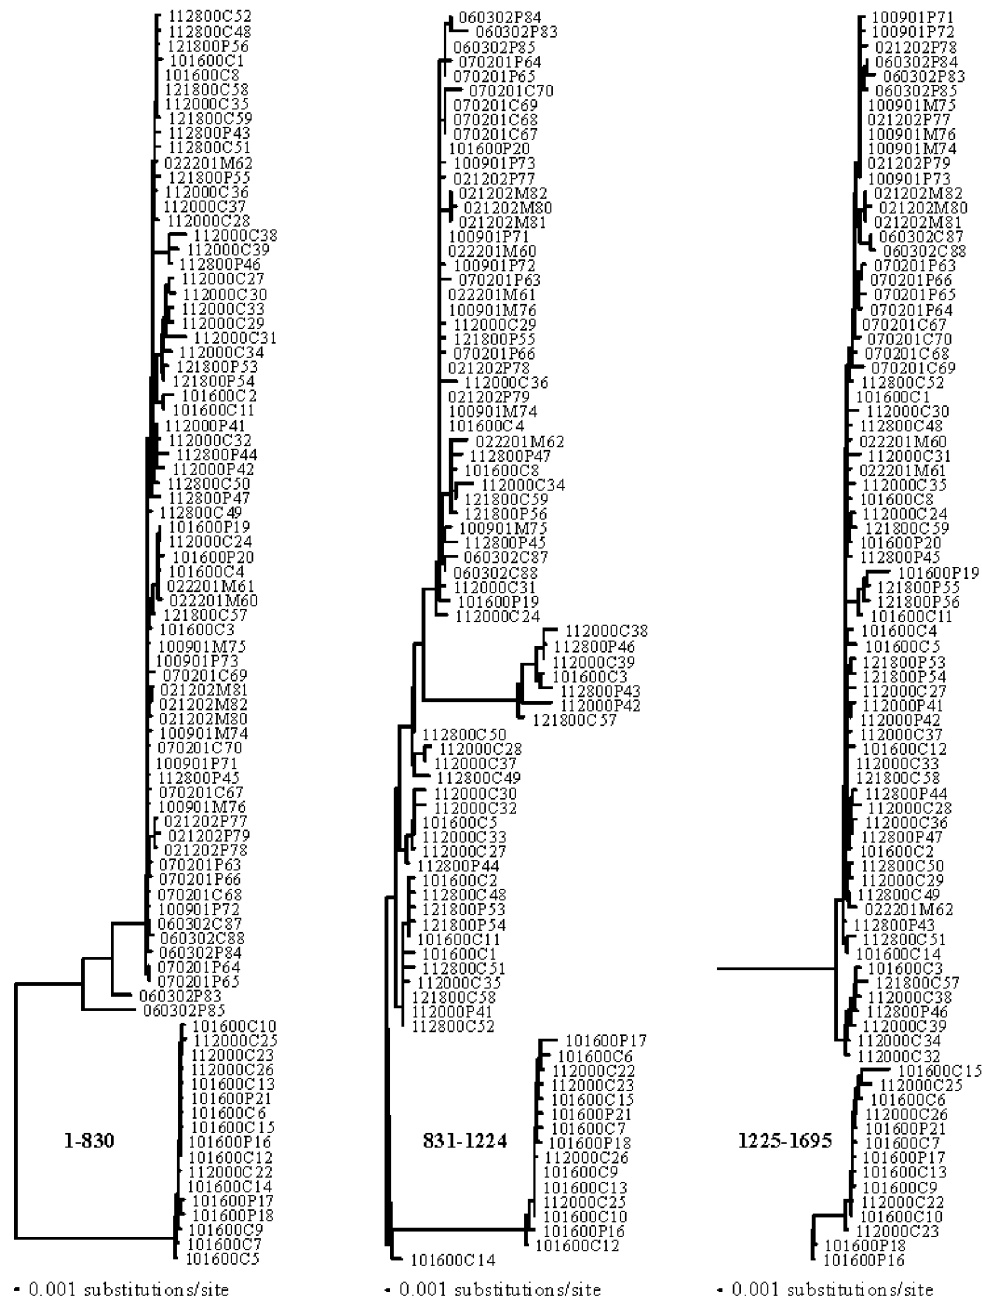 112800C52
112800C48
121800P56
101600C1
101600C8
121800C58
112000C35
121800C59
112800P43
112800C51
022201M62
121800P55
112000C36
112000C37
112000C28
112000C38
112000C39
112800P46
112000C27
112000C30
112000C33
112000C29
112000C31
112000C34
121800P53
121800P54
101600C2
101600C11
112000P41
112000C32
112800P44
112000P42
112800C50
112800P47
112800C49
101600P19
112000C24
101600P20
101600C4
022201M61
022201M60
121800C57
101600C3
100901M75
100901P73
070201C69
021202M81
021202M82
021202M80
100901M74
070201C70
100901P71
112800P45
070201C67
100901M76
021202P77
021202P79
021202P78
070201P63
070201P66
070201C68
100901P72
060302C87
060302C88
060302P84
070201P64
070201P65
060302P83
060302P85
101600C10
112000C25
112000C23
112000C26
101600C13
101600P21
101600C6
101600C15
101600P16
101600C12
112000C22
101600C14
101600P17
101600P18
101600C9
101600C7
101600C5
1-830
0.001 substitutions/site
060302P84
060302P83
060302P85
070201P64
070201P65
070201C70
070201C69
070201C68
070201C67
101600P20
100901P73
021202P77
021202M82
021202M80
021202M81
100901P71
022201M60
100901P72
070201P63
022201M61
100901M76
112000C29
121800P55
070201P66
021202P78
112000C36
021202P79
100901M74
101600C4
022201M62
112800P47
101600C8
112000C34
121800C59
121800P56
100901M75
112800P45
060302C87
060302C88
112000C31
101600P19
112000C24
112000C38
112800P46
112000C39
101600C3
112800P43
112000P42
121800C57
112800C50
112000C28
112000C37
112800C49
112000C30
112000C32
101600C5
112000C33
112000C27
112800P44
101600C2
112800C48
121800P53
121800P54
101600C11
101600C1
112800C51
112000C35
121800C58
112000P41
112800C52
101600P17
101600C6
112000C22
112000C23
101600C15
101600P21
101600C7
101600P18
112000C26
101600C9
101600C13
112000C25
101600C10
101600P16
101600C12
101600C14
831-1224
0.001 substitutions/site
100901P71
100901P72
021202P78
060302P84
060302P83
060302P85
100901M75
021202P77
100901M76
100901M74
021202P79
100901P73
021202M82
021202M80
021202M81
060302C87
060302C88
070201P63
070201P66
070201P65
070201P64
070201C67
070201C70
070201C68
070201C69
112800C52
101600C1
112000C30
112800C48
022201M60
112000C31
022201M61
112000C35
101600C8
112000C24
121800C59
101600P20
112800P45
101600P19
121800P55
121800P56
101600C11
101600C4
101600C5
121800P53
121800P54
112000C27
112000P41
112000P42
112000C37
101600C12
112000C33
121800C58
112800P44
112000C28
112000C36
112800P47
101600C2
112800C50
112000C29
112800C49
022201M62
112800P43
112800C51
101600C14
101600C3
121800C57
112000C38
112800P46
112000C39
112000C34
112000C32
101600C15
112000C25
101600C6
112000C26
101600P21
101600C7
101600P17
101600C13
101600C9
112000C22
101600C10
112000C23
101600P18
101600P16
1225-1695
0.001 substitutions/site